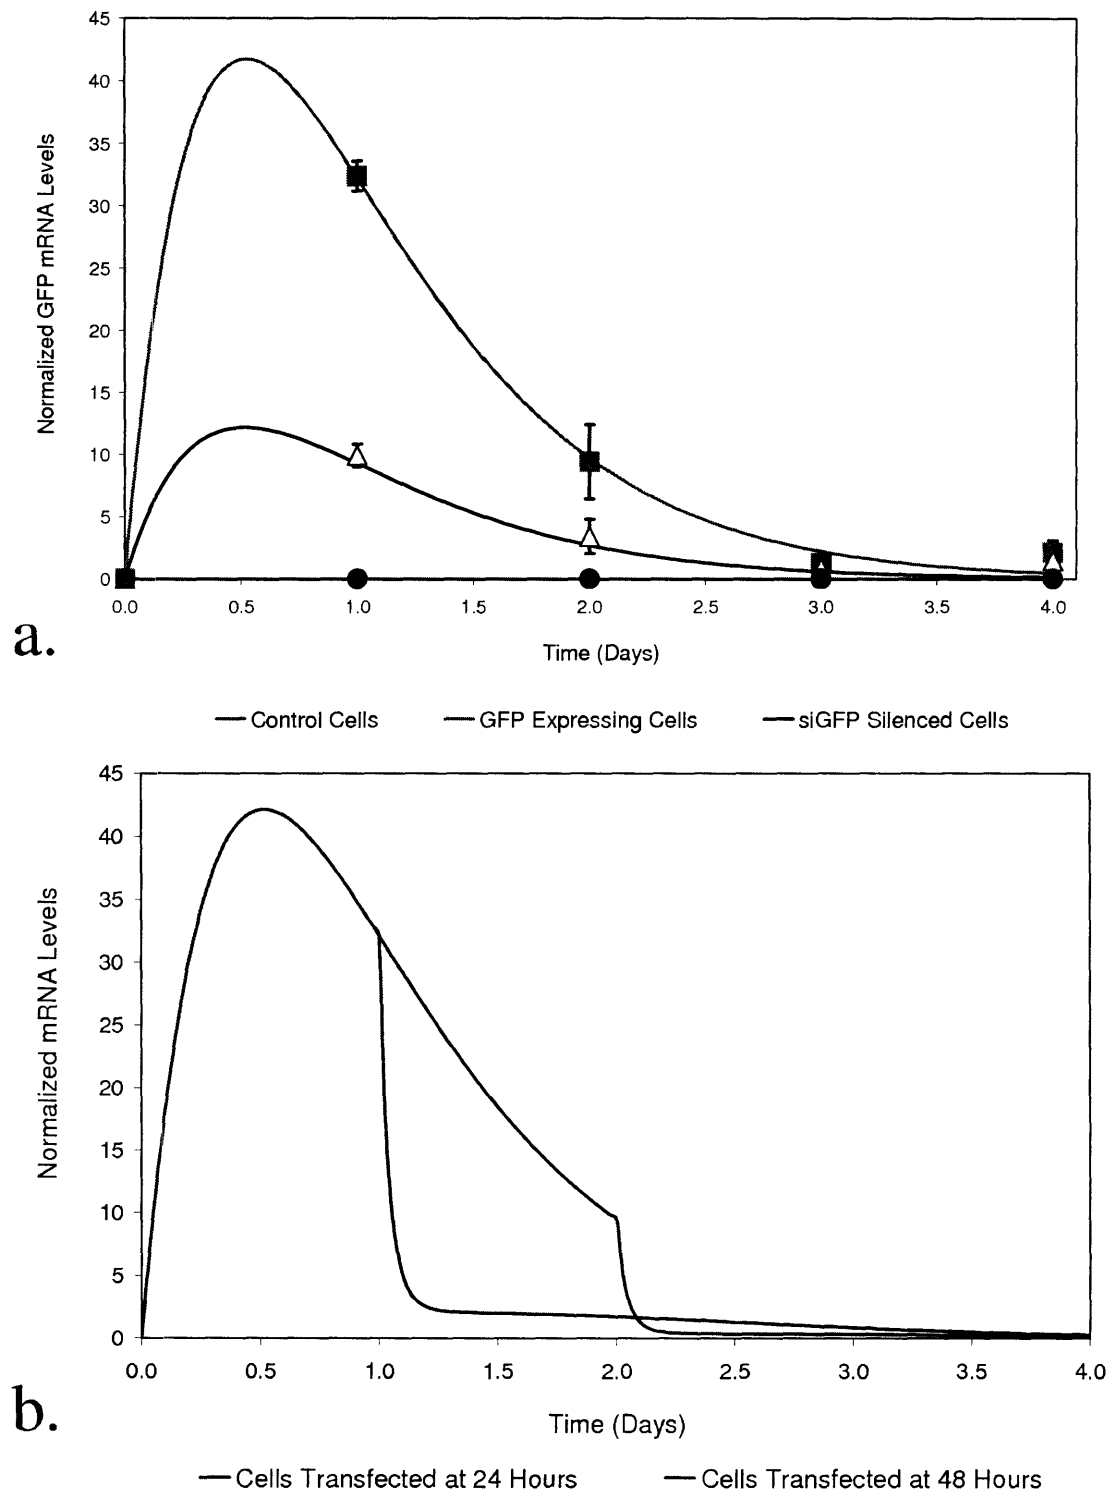 45
40
35
30
25
20
15
10
5
0
Normalized GFP mRNA Levels
0.0 0.5 1.0 1.5 2.0 2.5 3.0 3.5 4.0
a.
Time (Days)
Control Cells GFP Expressing Cells siGFP Silenced Cells
45
40
35
30
25
20
15
10
5
0
Normalized mRNA Levels
0.0 0.5 1.0 1.5 2.0 2.5 3.0 3.5 4.0
b.
Time (Days)
Cells Transfected at 24 Hours Cells Transfected at 48 Hours